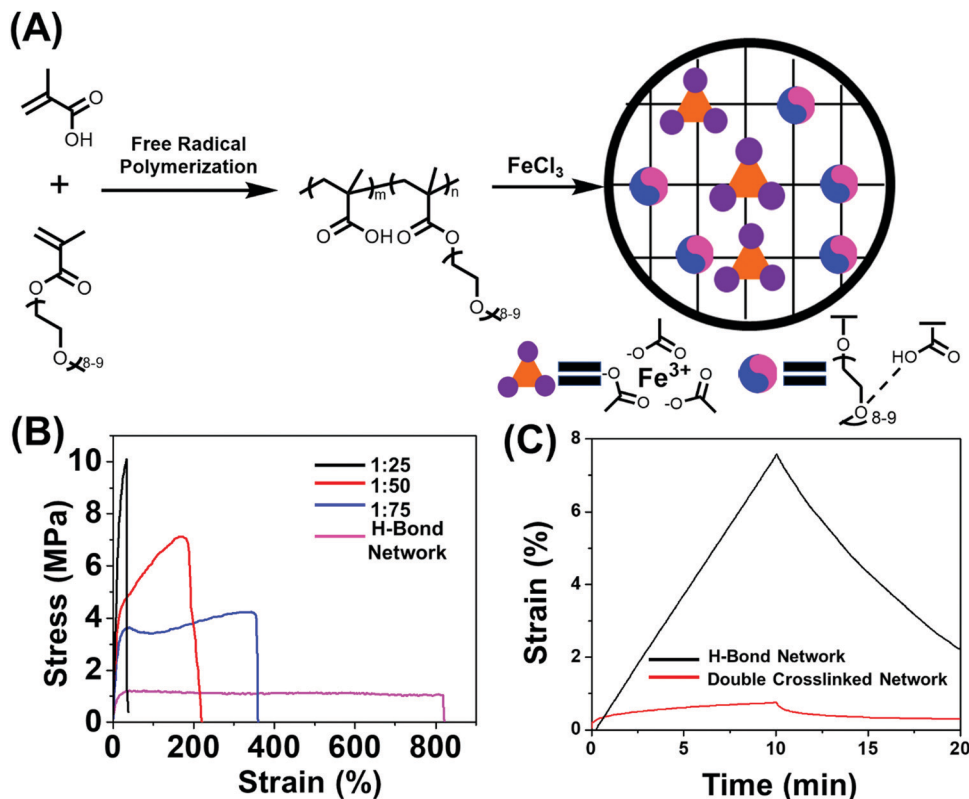 (A)
O
OH
Free Radical
Polymerization
+
O
O
O
8-9
m
n
O
OH
O
O
O
8-9
FeCl3
-O
O
-O
O
Fe3+
-O
O
O
O
8-9
HO
O
(B)
Stress (MPa)
10
8
6
4
2
0
1:25
1:50
1:75
H-Bond
Network
0
200
400
600
800
Strain (%)
(C)
Strain (%)
8
6
4
2
0
H-Bond Network
Double Crosslinked Network
0
5
10
15
20
Time (min)